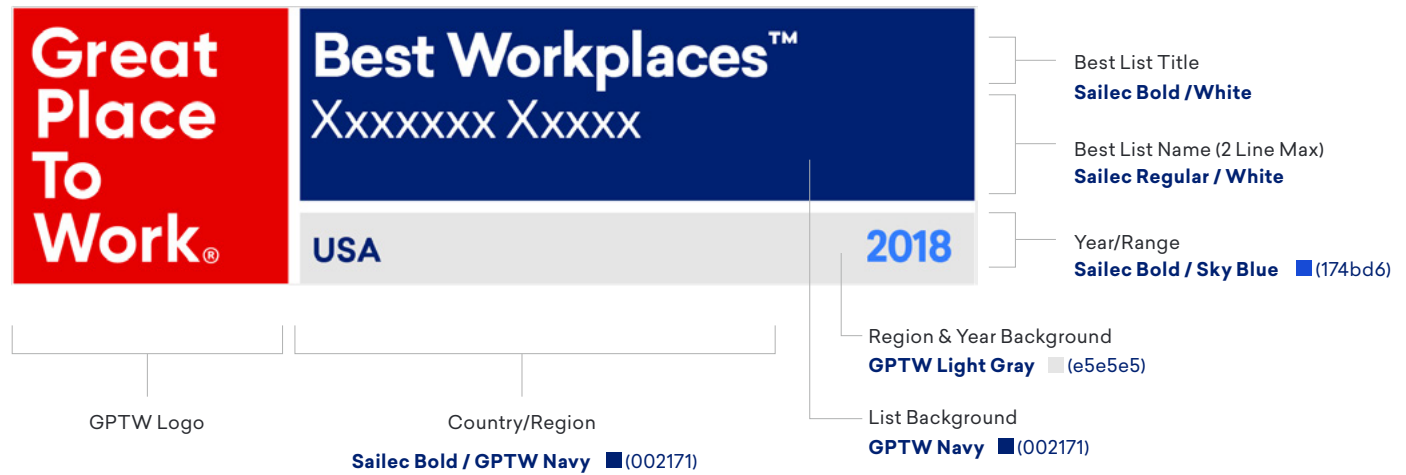 Great
Place
To
Work®
Best Workplaces™
Xxxxxxx Xxxxx
USA
2018
Best List Title
Sailec Bold /White
Best List Name (2 Line Max)
Sailec Regular / White
Year/Range
Sailec Bold / Sky Blue (174bd6)
Region & Year Background
GPTW Light Gray (e5e5e5)
List Background
GPTW Navy (002171)
GPTW Logo
Country/Region
Sailec Bold / GPTW Navy (002171)